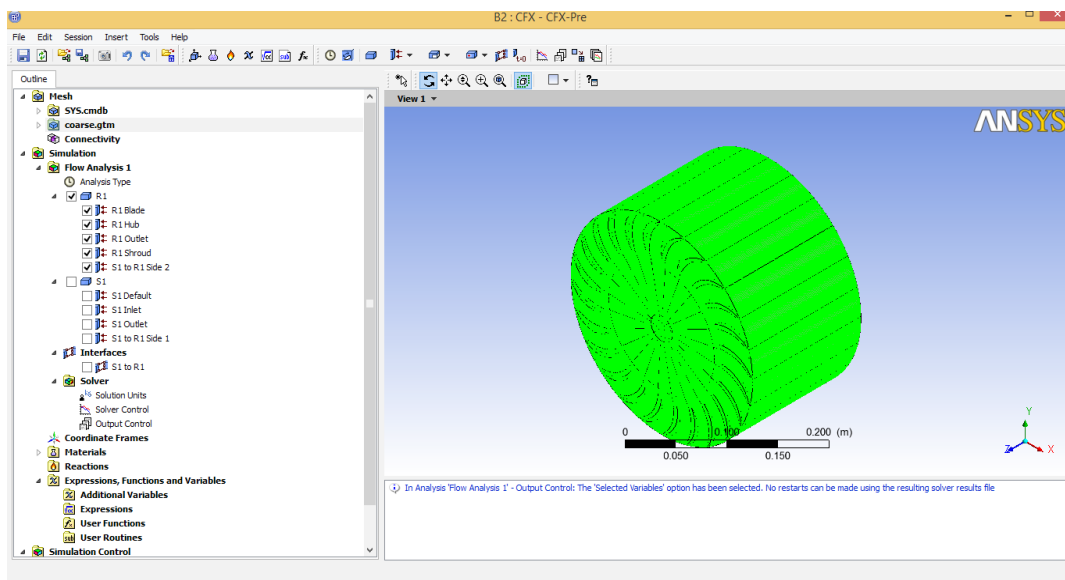 B2 : CFX - CFX-Pre
File Edit Session Insert Tools Help
Outline
Mesh
SYS.cmdb
coarse.gtm
Connectivity
Simulation
Flow Analysis 1
Analysis Type
R1
R1 Blade
R1 Hub
R1 Outlet
R1 Shroud
S1 to R1 Side 2
S1
S1 Default
S1 Inlet
S1 Outlet
S1 to R1 Side 1
Interfaces
S1 to R1
Solver
Solution Units
Solver Control
Output Control
Coordinate Frames
Materials
Reactions
Expressions, Functions and Variables
Additional Variables
Expressions
User Functions
User Routines
Simulation Control
View 1
ANSYS
0 0.100 0.200 (m)
0.050 0.150
Y
Z X
In Analysis 'Flow Analysis 1' - Output Control: The 'Selected Variables' option has been selected. No restarts can be made using the resulting solver results file